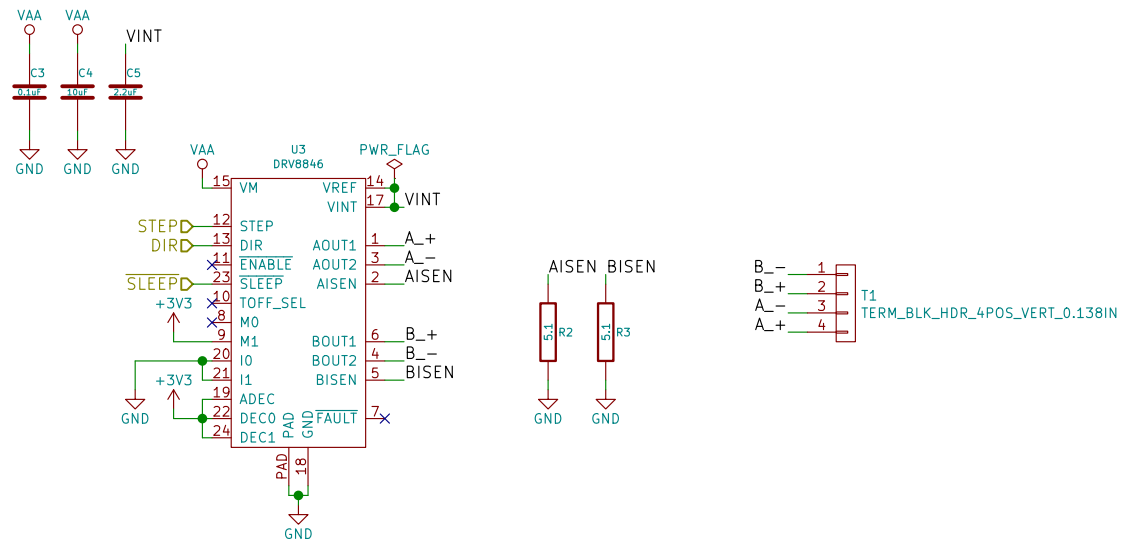 VAA
VAA
VINT
C3
C4
C5
0.1uF
10uF
2.2uF
GND
GND
GND
VAA
U3
DRV8846
PWR_FLAG
15 VM
VREF 14
VINT 17 VINT
STEP 12 STEP
DIR 13 DIR
11 ENABLE
SLEEP 23 SLEEP
10 TOFF_SEL
+3V3
8 M0
9 M1
20 I0
21 I1
GND
+3V3
19 ADEC
22 DEC0
24 DEC1
AOUT1 1 A_+
AOUT2 3 A_-
AISEN 2 AISEN
BOUT1 6 B_+
BOUT2 4 B_-
BISEN 5 BISEN
FAULT 7
PAD
GND
PAD
18
GND
AISEN BISEN
5.1 R2
5.1 R3
GND
GND
B_- 1
B_+ 2
A_- 3
A_+ 4
T1
TERM_BLK_HDR_4POS_VERT_0.138IN